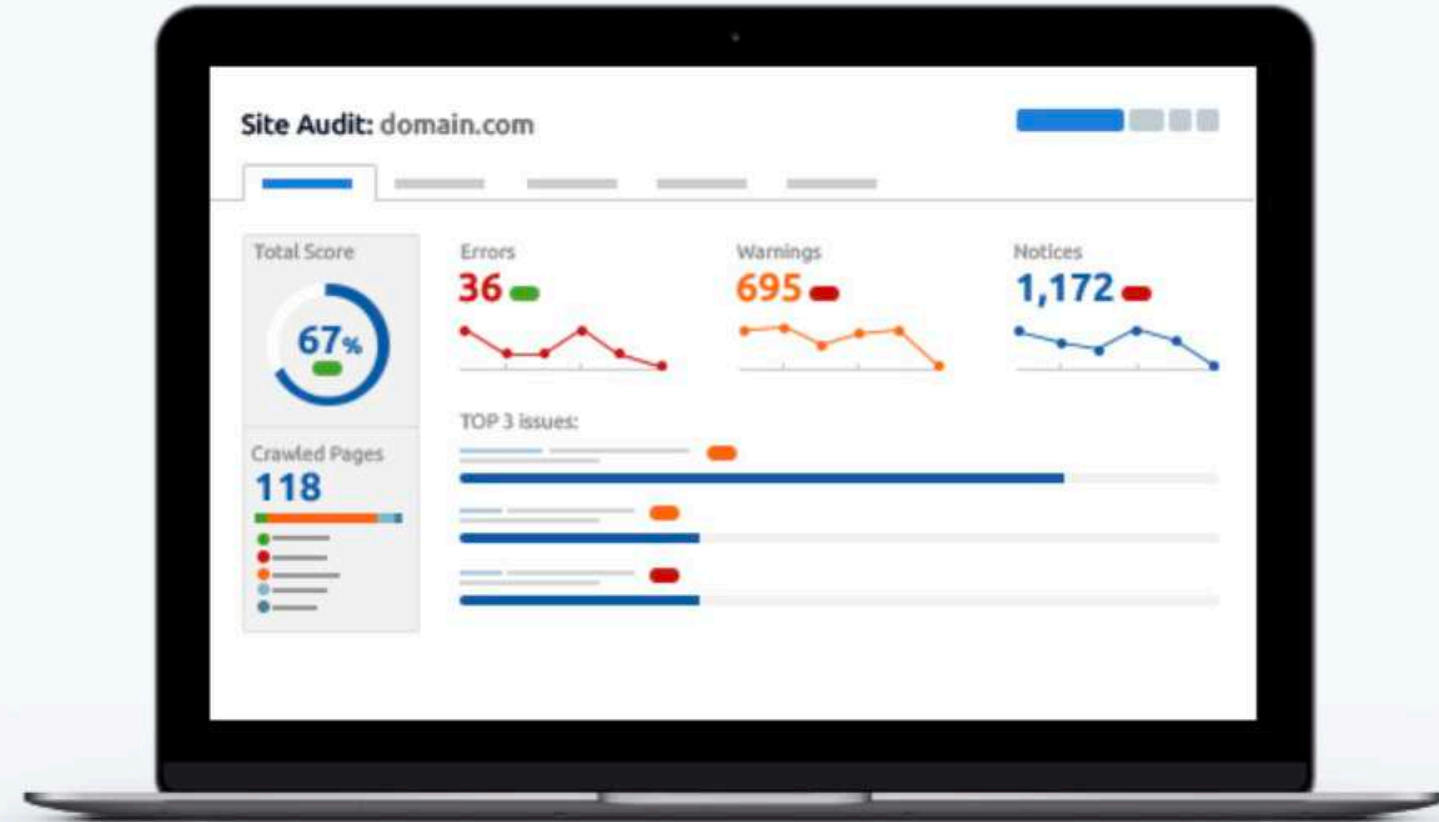 Site Audit: domain.com
Total Score
67%
Crawled Pages
118
Errors
36
Warnings
695
Notices
1,172
TOP 3 issues: